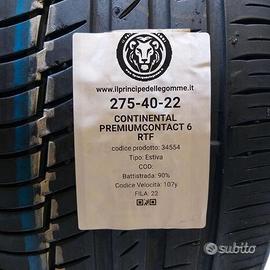 www.ilprincipedellegomme.it
275-40-22
CONTINENTAL
PREMIUMCONTACT 6
RTF
codice prodotto: 34554
Tipo: Estiva
COD:
Battistrada: 90%
Codice Velocità: 107y
FILA: 22
subito